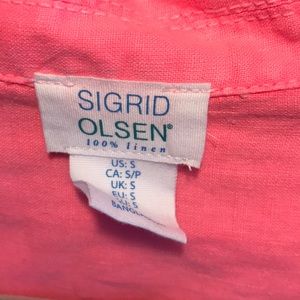 SIGRID
OLSEN®
100% linen
US: S
CA: S/P
UK: S
EU: S